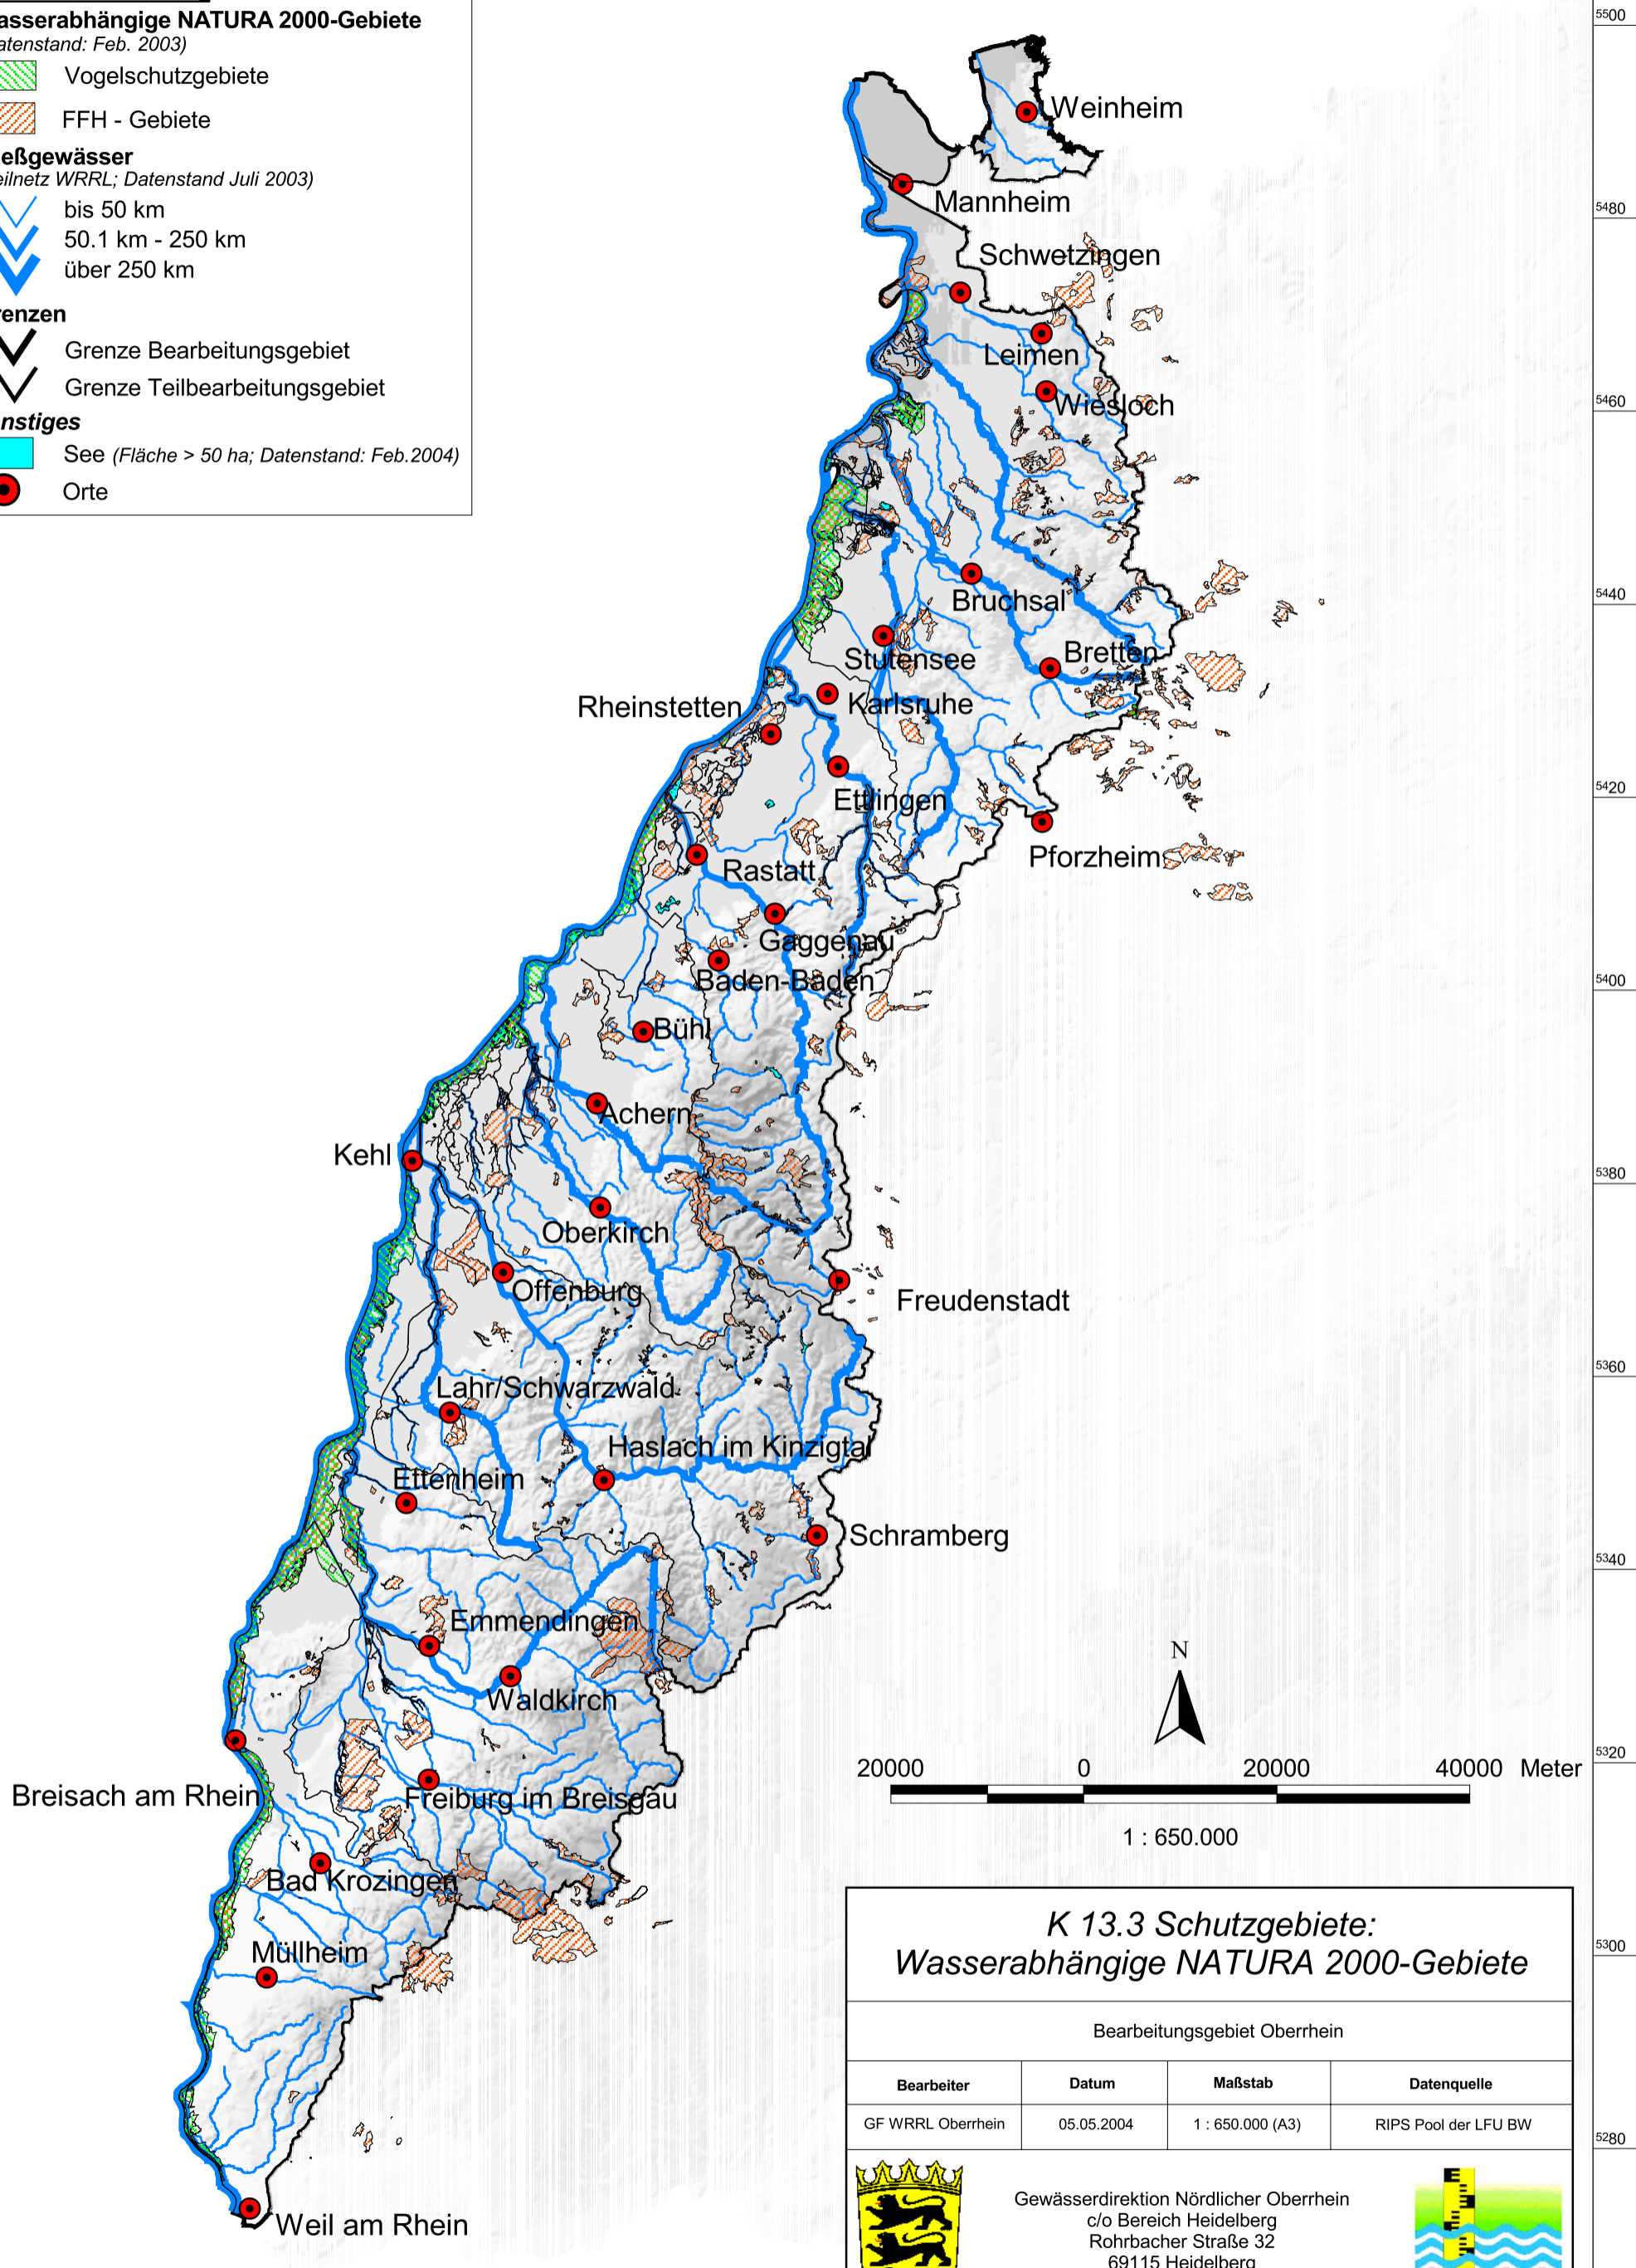 asserabhängige NATURA 2000-Gebiete
atenstand: Feb. 2003)
Vogelschutzgebiete
FFH - Gebiete
eßgewässer
eilnetz WRRL; Datenstand Juli 2003)
bis 50 km
50.1 km - 250 km
über 250 km
renzen
Grenze Bearbeitungsgebiet
Grenze Teilbearbeitungsgebiet
nstiges
See (Fläche > 50 ha; Datenstand: Feb.2004)
Orte
5500
Weinheim
Mannheim
5480
Schwetzingen
Leimen
Wiesloch
5460
Bruchsal
5440
Stutensee
Bretten
Rheinstetten
Karlsruhe
Ettlingen
5420
Pforzheim
Rastatt
Gaggenau
Baden-Baden
5400
Bühl
Achern
Kehl
5380
Oberkirch
Offenburg
Freudenstadt
5360
Lahr/Schwarzwald
Haslach im Kinzigtal
Ettenheim
Schramberg
5340
Emmendingen
Waldkirch
N
5320
20000 0 20000 40000 Meter
Breisach am Rhein
Freiburg im Breisgau
1 : 650.000
Bad Krozingen
Müllheim
5300
5280
Weil am Rhein
K 13.3 Schutzgebiete:
Wasserabhängige NATURA 2000-Gebiete
Bearbeitungsgebiet Oberrhein
Bearbeiter Datum Maßstab Datenquelle
GF WRRL Oberrhein 05.05.2004 1 : 650.000 (A3) RIPS Pool der LFU BW
Gewässerdirektion Nördlicher Oberrhein
c/o Bereich Heidelberg
Rohrbacher Straße 32
69115 Heidelberg